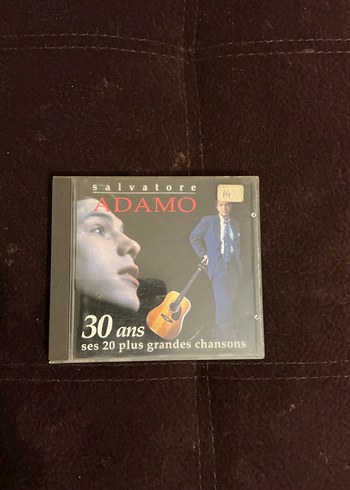 salvatore
ADAMO
30 ans
ses 20 plus grandes chansons